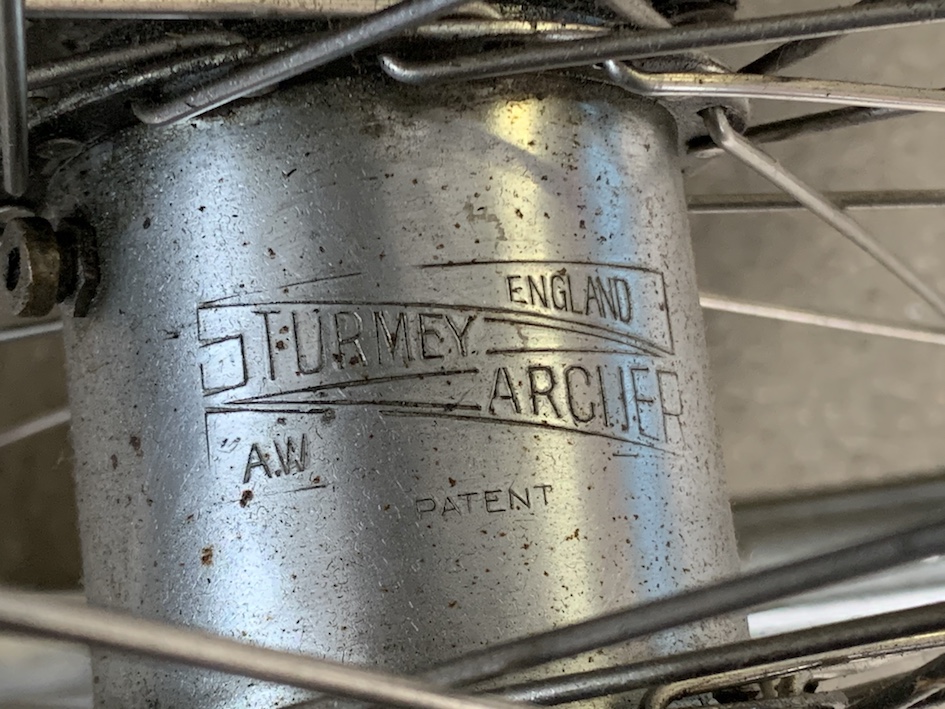 ENGLAND
STURMEY
ARCHER
A.W
PATENT